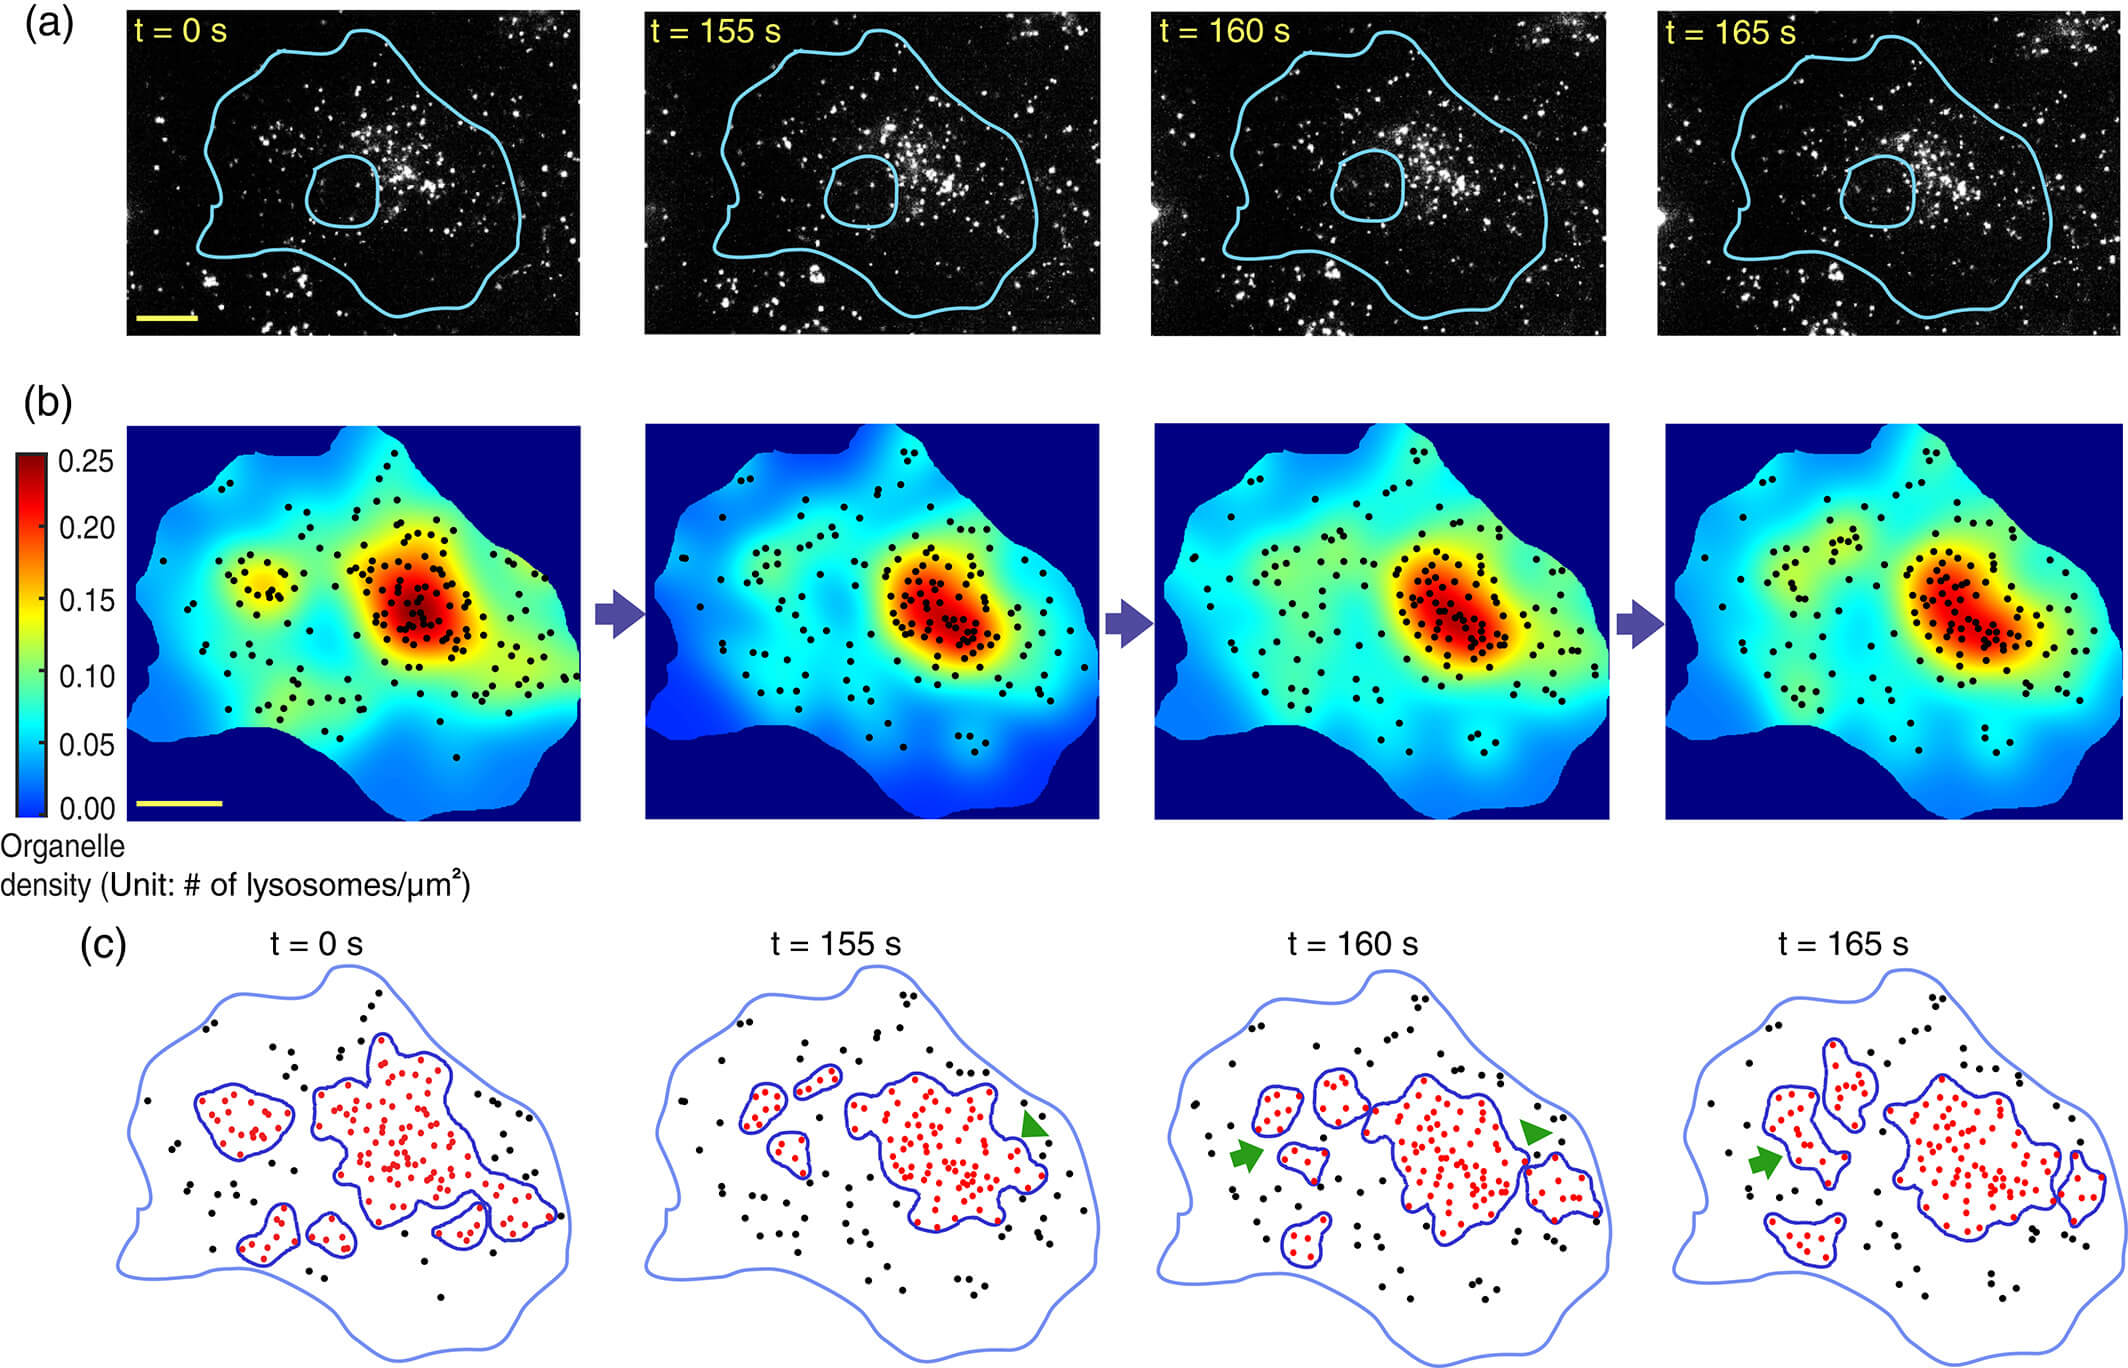 (a)
t = 0 s
t = 155 s
t = 160 s
t = 165 s
(b)
0.25
0.20
0.15
0.10
0.05
0.00
Organelle
density (Unit: # of lysosomes/µm²)
(c)
t = 0 s
t = 155 s
t = 160 s
t = 165 s